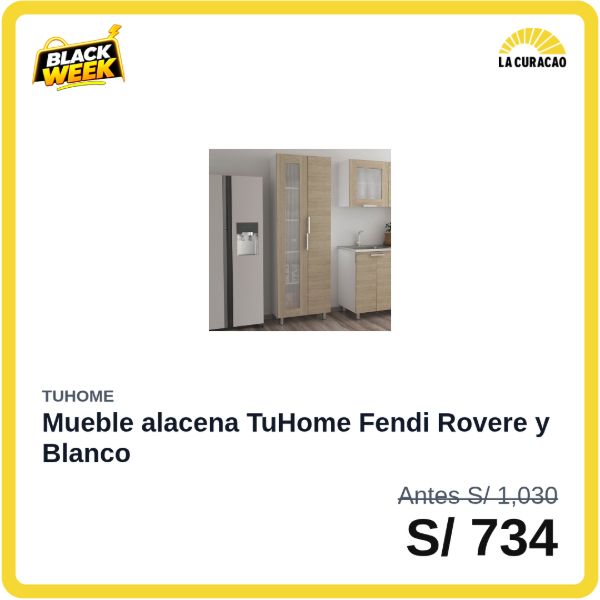 BLACK
WEEK
LA CURACAO
TUHOME
Mueble alacena TuHome Fendi Rovere y
Blanco
Antes S/ 1,030
S/ 734